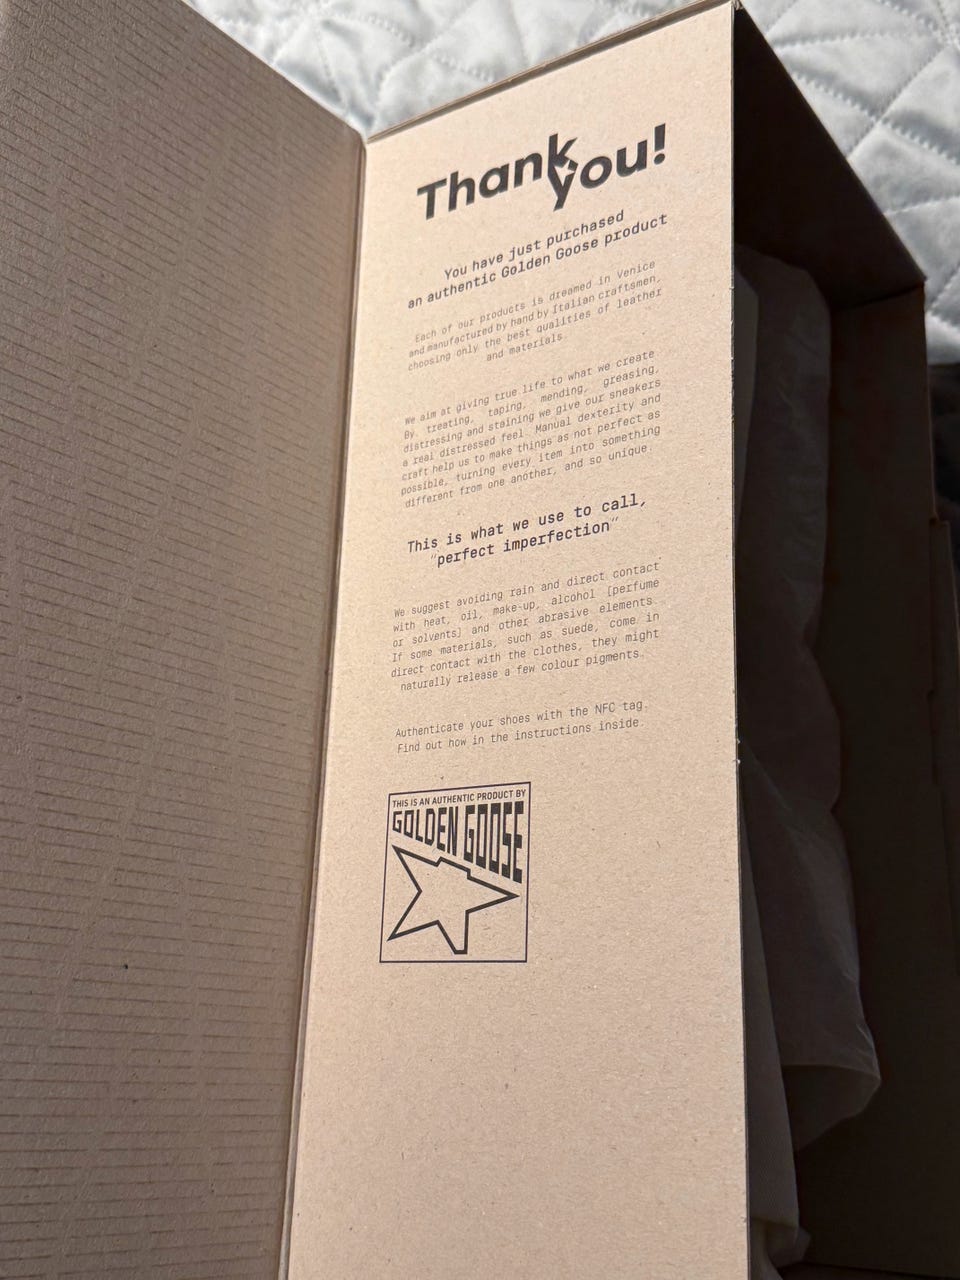 Thank
you!
You have just purchased
an authentic Golden Goose product
Each of our products is dreamed in Venice
and manufactured by hand by Italian craftsmen,
choosing only the best qualities of leather
and materials.
We aim at giving true life to what we create.
By treating, taping, mending, greasing,
distressing and staining we give our sneakers
a real distressed feel. Manual dexterity and
craft help us to make things as not perfect as
possible, turning every item into something
different from one another, and so unique.
This is what we use to call,
"perfect imperfection"
We suggest avoiding rain and direct contact
with heat, oil, make-up, alcohol [perfume
or solvents] and other abrasive elements.
If some materials, such as suede, come in
direct contact with the clothes, they might
naturally release a few colour pigments.
Authenticate your shoes with the NFC tag.
Find out how in the instructions inside.
THIS IS AN AUTHENTIC PRODUCT BY
GOLDEN GOOSE